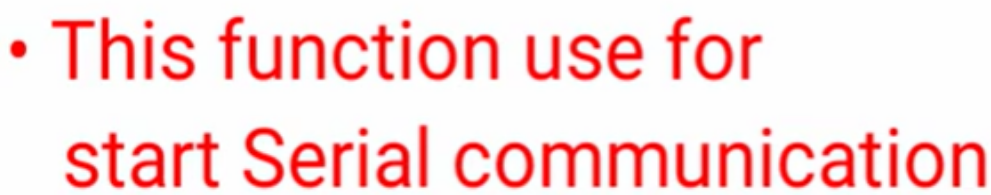 • This function use for
start Serial communication